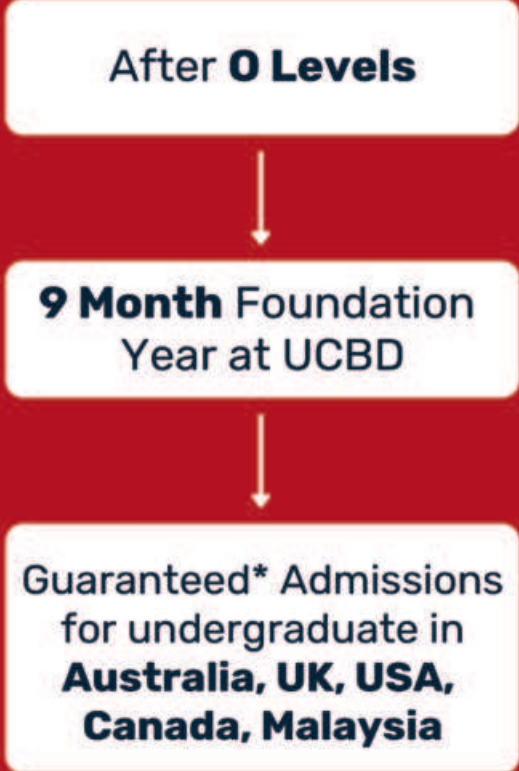 After O Levels
9 Month Foundation
Year at UCBD
Guaranteed* Admissions
for undergraduate in
Australia, UK, USA,
Canada, Malaysia